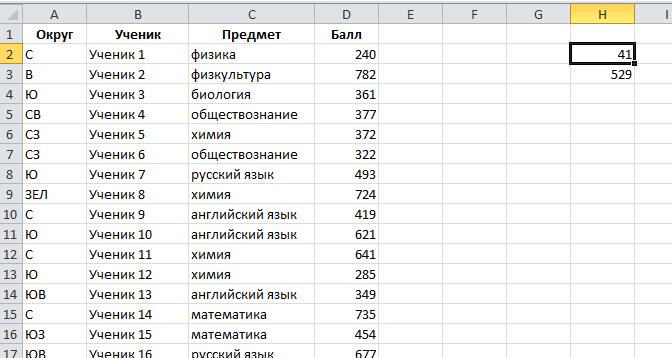 A B C D E F G H I
1 Округ Ученик Предмет Балл
2 С Ученик 1 физика 240 41
3 В Ученик 2 физкультура 782 529
4 Ю Ученик 3 биология 361
5 СВ Ученик 4 обществознание 377
6 СЗ Ученик 5 химия 372
7 СЗ Ученик 6 обществознание 322
8 Ю Ученик 7 русский язык 493
9 ЗЕЛ Ученик 8 химия 724
10 С Ученик 9 английский язык 419
11 Ю Ученик 10 английский язык 621
12 С Ученик 11 химия 641
13 Ю Ученик 12 химия 285
14 ЮВ Ученик 13 английский язык 349
15 С Ученик 14 математика 735
16 ЮЗ Ученик 15 математика 454
17 ЮВ Ученик 16 русский язык 677